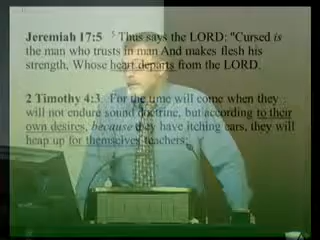 Jeremiah 17:5 5 Thus says the LORD: "Cursed is
the man who trusts in man And makes flesh his
strength, Whose heart departs from the LORD.
2 Timothy 4:3 For the time will come when they
will not endure sound doctrine, but according to their
own desires, because they have itching ears, they will
heap up for themselves teachers;